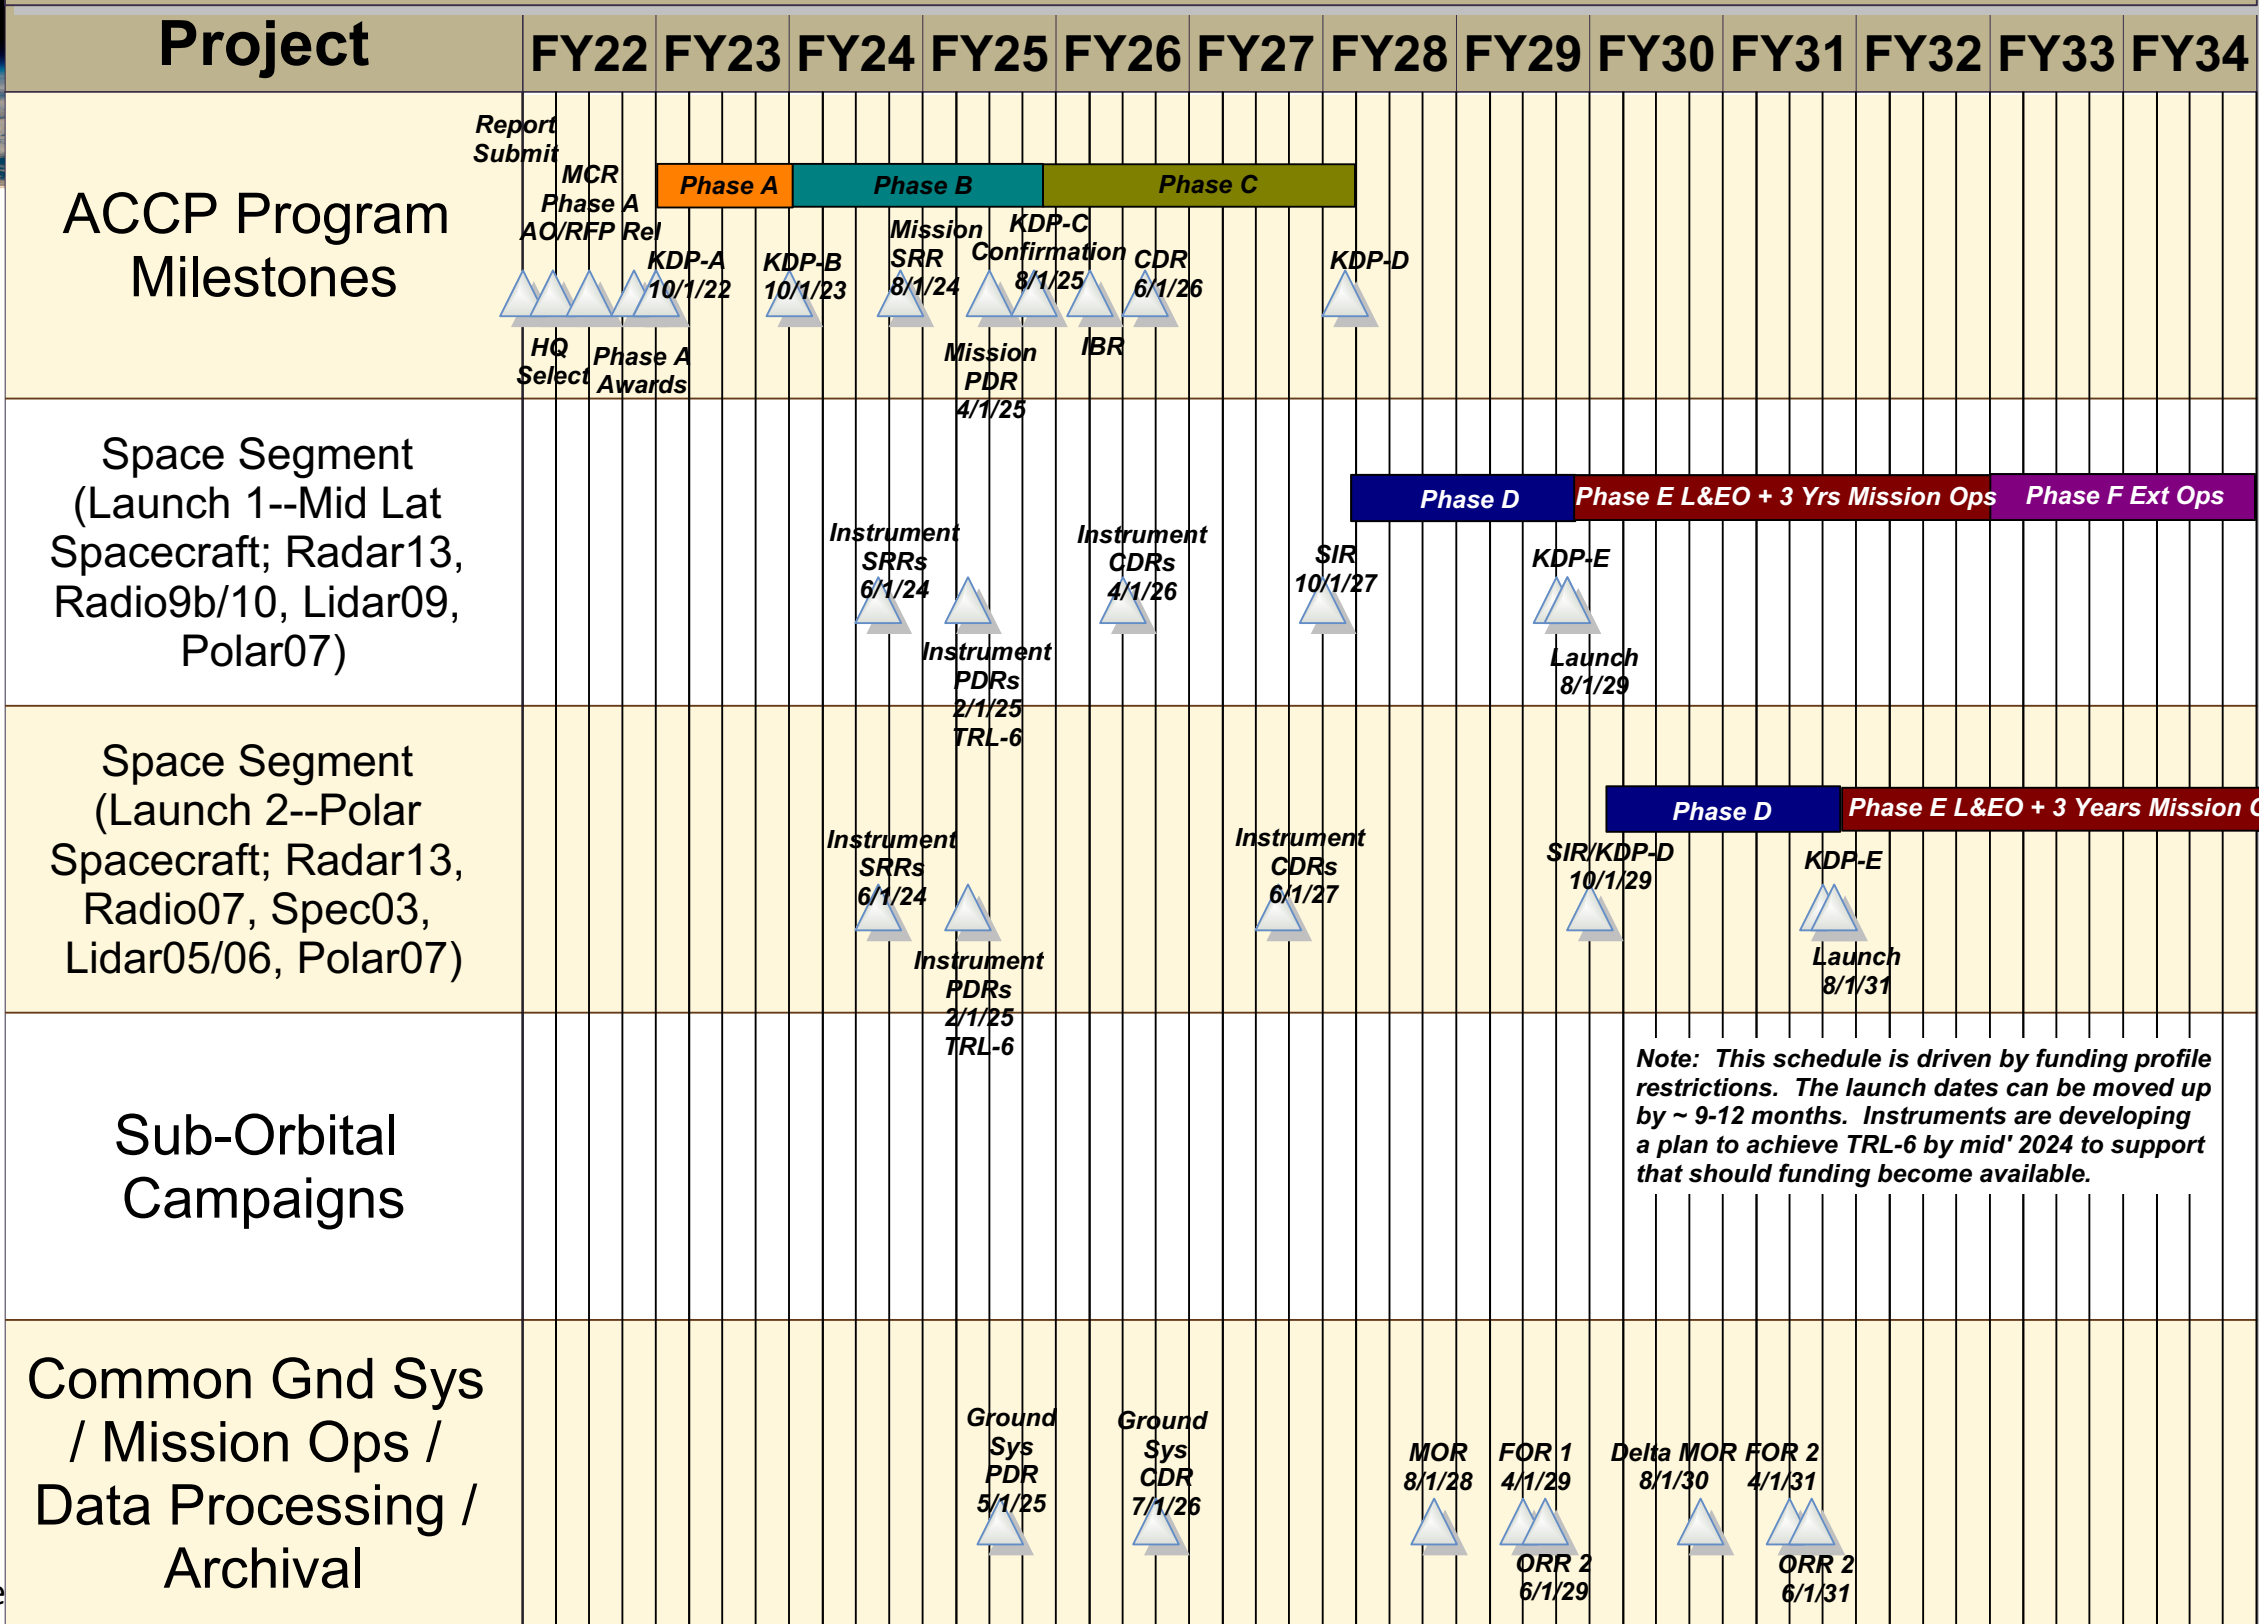 Project
FY22 FY23 FY24 FY25 FY26 FY27 FY28 FY29 FY30 FY31 FY32 FY33 FY34
ACCP Program
Milestones
Report
Submit
MCR
Phase A
AO/RFP Rel
Phase A
Phase B
Phase C
KDP-A
10/1/22
KDP-B
10/1/23
Mission
SRR
8/1/24
KDP-C
Confirmation
8/1/25
CDR
6/1/26
KDP-D
HQ
Select
Phase A
Awards
Mission
PDR
4/1/25
IBR
Space Segment
(Launch 1--Mid Lat
Spacecraft; Radar13,
Radio9b/10, Lidar09,
Polar07)
Phase D
Phase E L&EO + 3 Yrs Mission Ops
Phase F Ext Ops
Instrument
SRRs
6/1/24
Instrument
PDRs
2/1/25
TRL-6
Instrument
CDRs
4/1/26
SIR
10/1/27
KDP-E
Launch
8/1/29
Space Segment
(Launch 2--Polar
Spacecraft; Radar13,
Radio07, Spec03,
Lidar05/06, Polar07)
Phase D
Phase E L&EO + 3 Years Mission
Instrument
SRRs
6/1/24
Instrument
PDRs
2/1/25
TRL-6
Instrument
CDRs
6/1/27
SIR/KDP-D
10/1/29
KDP-E
Launch
8/1/31
Sub-Orbital
Campaigns
Note: This schedule is driven by funding profile
restrictions. The launch dates can be moved up
by ~ 9-12 months. Instruments are developing
a plan to achieve TRL-6 by mid' 2024 to support
that should funding become available.
Common Gnd Sys
/ Mission Ops /
Data Processing /
Archival
Ground
Sys
PDR
5/1/25
Ground
Sys
CDR
7/1/26
MOR
8/1/28
FOR 1
4/1/29
ORR 2
6/1/29
Delta MOR
8/1/30
FOR 2
4/1/31
ORR 2
6/1/31